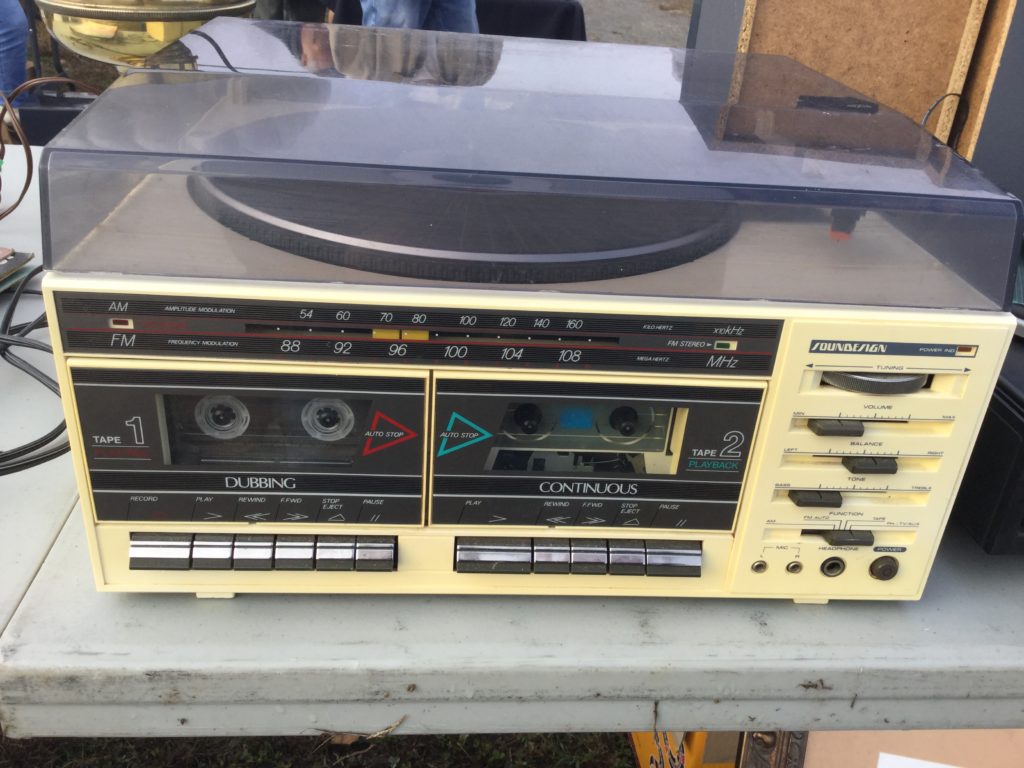 AM AMPLITUDE MODULATION 54 60 70 80 100 120 140 160 KILO HERTZ x10kHz
FM STEREO
FM FREQUENCY MODULATION 88 92 96 100 104 108 MEGA HERTZ MHz
SOUNDESIGN POWER IND
TUNING
VOLUME
MIN MAX
BALANCE
LEFT RIGHT
TONE
BASS TREBLE
FUNCTION
AM FM AUTO TAPE PH.-TV/AUX
MIC HEADPHONE POWER
L R
TAPE 1
AUTO STOP
DUBBING
RECORD PLAY REWIND F.FWD STOP EJECT PAUSE
AUTO STOP
TAPE 2
PLAYBACK
CONTINUOUS
PLAY REWIND F.FWD STOP EJECT PAUSE